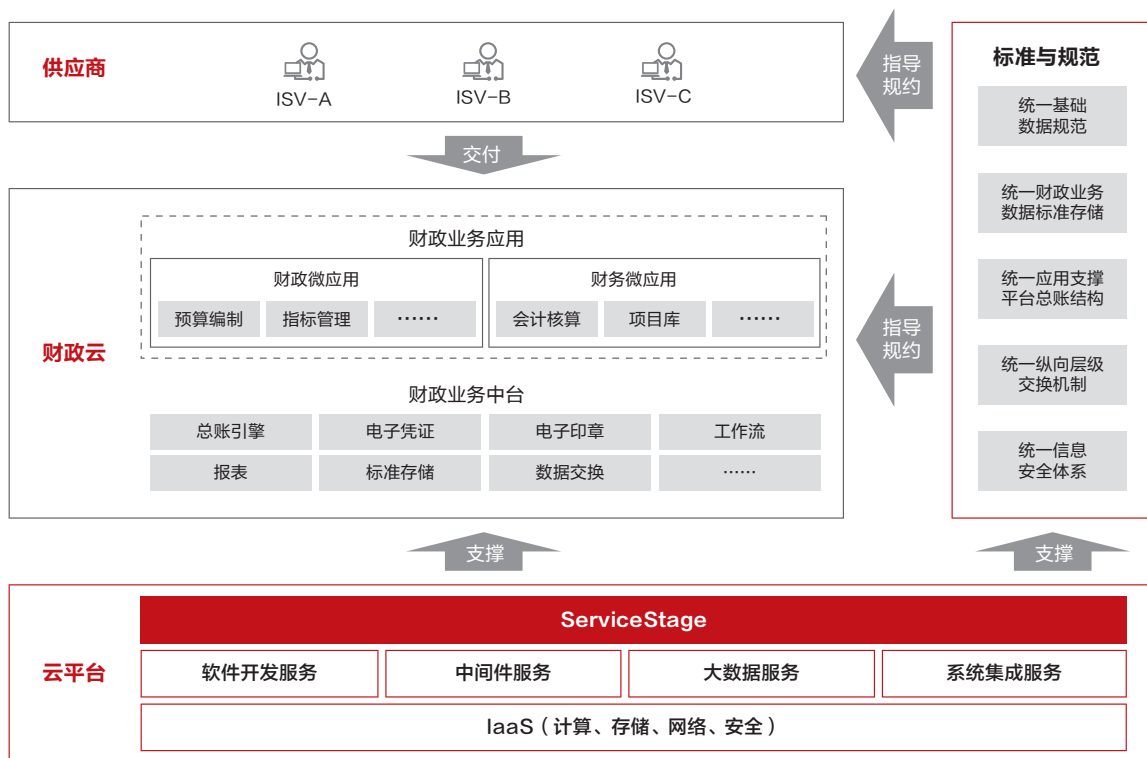 供应商
ISV-A
ISV-B
ISV-C
指导
规约
交付
财政云
财政业务应用
财政微应用
预算编制
指标管理
······
财务微应用
会计核算
项目库
······
财政业务中台
总账引擎
电子凭证
电子印章
工作流
报表
标准存储
数据交换
······
指导
规约
标准与规范
统一基础
数据规范
统一财政业务
数据标准存储
统一应用支撑
平台总账结构
统一纵向层级
交换机制
统一信息
安全体系
支撑
支撑
云平台
ServiceStage
软件开发服务
中间件服务
大数据服务
系统集成服务
IaaS（计算、存储、网络、安全）